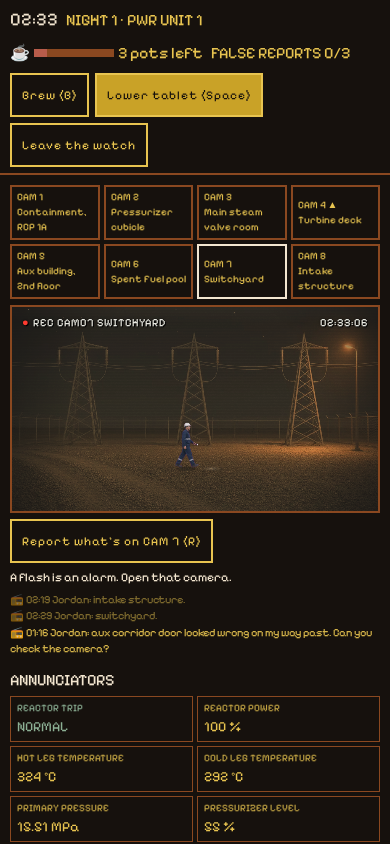 02:33 NIGHT 1 · PWR UNIT 1
3 pots left FALSE REPORTS 0/3
Brew (B)
Lower tablet (Space)
Leave the watch
CAM 1
Containment, RCP 1A
CAM 2
Pressurizer cubicle
CAM 3
Main steam valve room
CAM 4 ▲
Turbine deck
CAM 5
Aux building, 2nd floor
CAM 6
Spent fuel pool
CAM 7
Switchyard
CAM 8
Intake structure
● REC CAM07 SWITCHYARD 02:33:06
Report what's on CAM 7 (R)
A flash is an alarm. Open that camera.
02:19 Jordan: intake structure.
02:29 Jordan: switchyard.
01:16 Jordan: aux corridor door looked wrong on my way past. Can you
check the camera?
ANNUNCIATORS
REACTOR TRIP
NORMAL
REACTOR POWER
100 %
HOT LEG TEMPERATURE
324 °C
COLD LEG TEMPERATURE
292 °C
PRIMARY PRESSURE
15.51 MPa
PRESSURIZER LEVEL
55 %